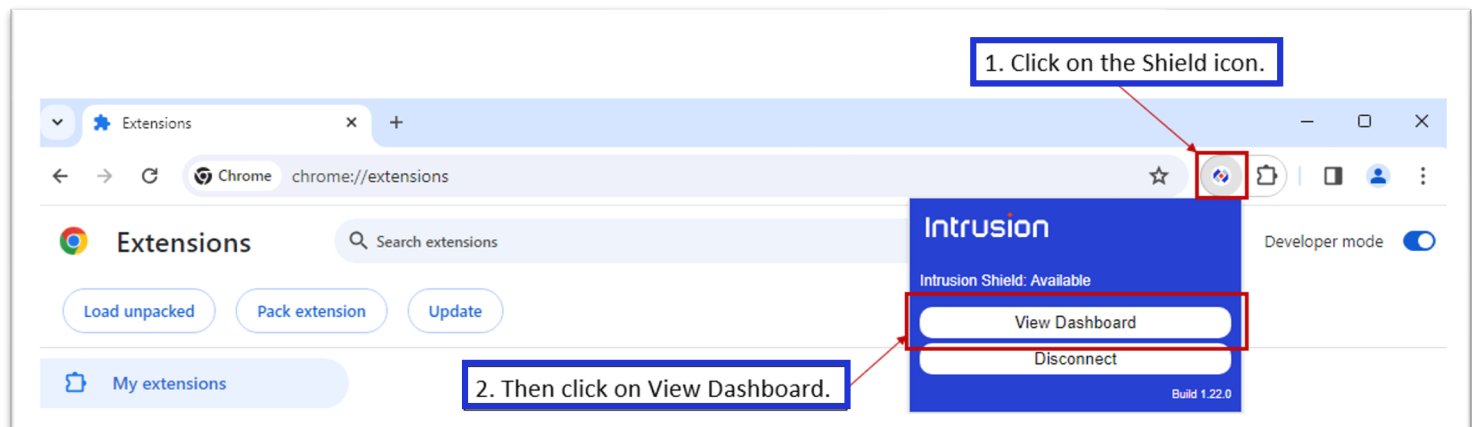 1. Click on the Shield icon.
Extensions
Chrome chrome://extensions
Extensions
Search extensions
Intrusion
Developer mode
Intrusion Shield: Available
Load unpacked
Pack extension
Update
View Dashboard
Disconnect
My extensions
2. Then click on View Dashboard.
Build 1.22.0